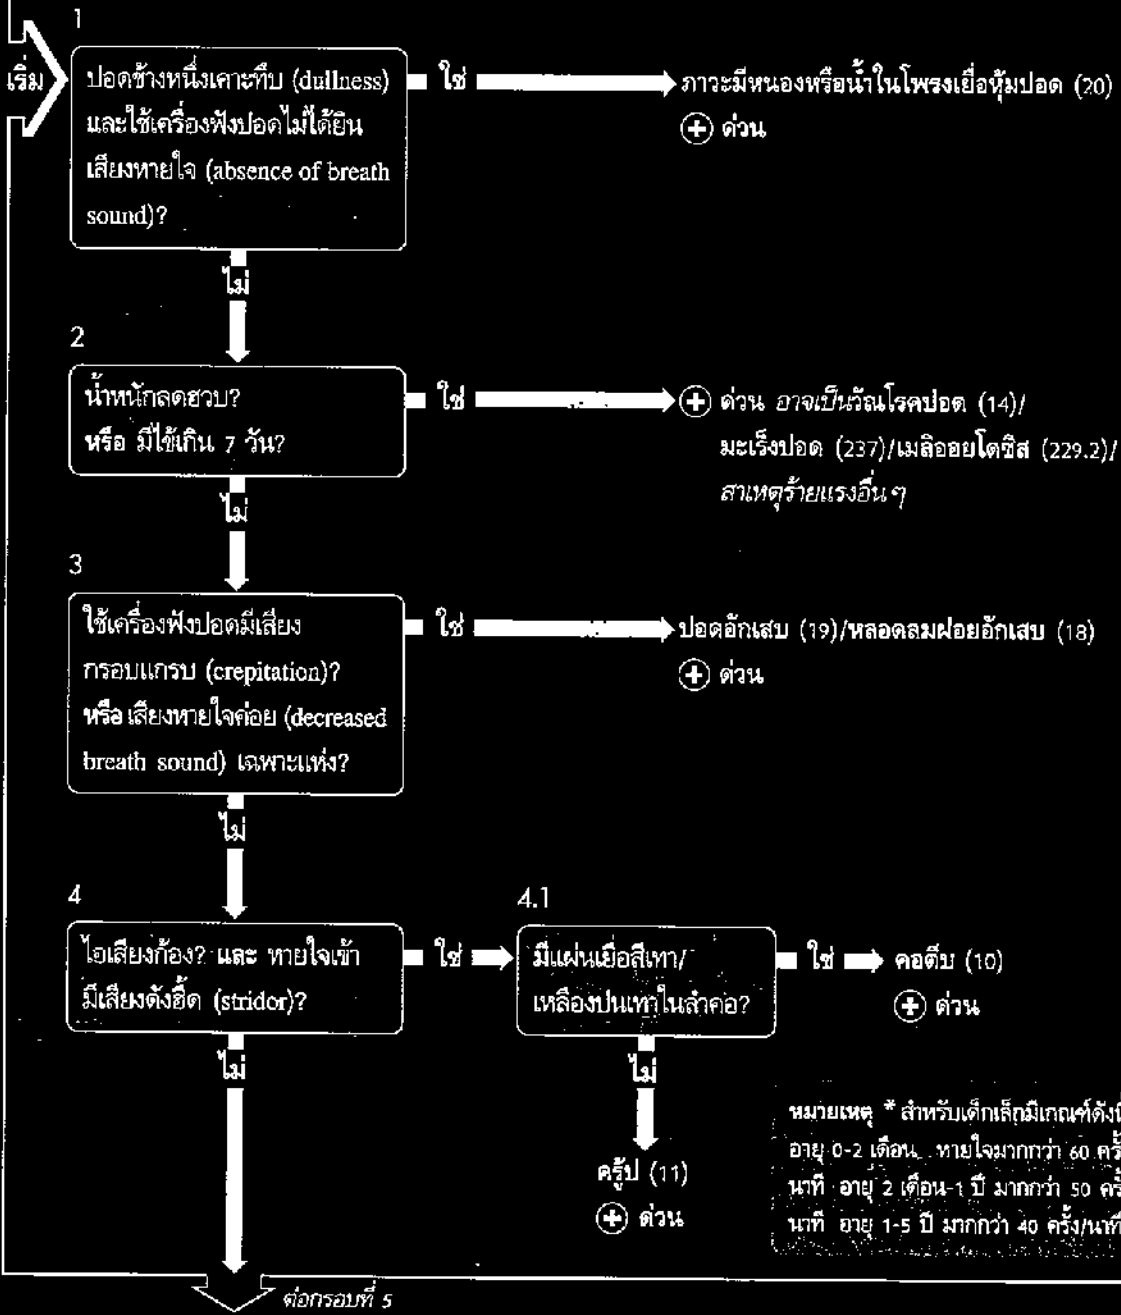 เริ่ม
1
ปอดข้างหนึ่งเคาะทึบ (dullness)
และใช้เครื่องฟังปอดไม่ได้ยิน
เสียงหายใจ (absence of breath
sound)?
ใช่
ภาวะมีหนองหรือน้ำในโพรงเยื่อหุ้มปอด (20)
+ ด่วน
ไม่
2
น้ำหนักลดฮวบ?
หรือ มีไข้เกิน 7 วัน?
ใช่
+ ด่วน อาจเป็นวัณโรคปอด (14)/
มะเร็งปอด (237)/เมลิออยโดซิส (229.2)/
สาเหตุร้ายแรงอื่นๆ
ไม่
3
ใช้เครื่องฟังปอดมีเสียง
กรอบแกรบ (crepitation)?
หรือ เสียงหายใจค่อย (decreased
breath sound) เฉพาะแห่ง?
ใช่
ปอดอักเสบ (19)/หลอดลมฝอยอักเสบ (18)
+ ด่วน
ไม่
4
ไอเสียงก้อง? และ หายใจเข้า
มีเสียงดังฮี้ด (stridor)?
ใช่
4.1
มีแผ่นเยื่อสีเทา/
เหลืองปนเทาในลำคอ?
ใช่
คอตีบ (10)
+ ด่วน
ไม่
ครู้ป (11)
+ ด่วน
ไม่
หมายเหตุ * สำหรับเด็กเล็กมีเกณฑ์ดังนี้
อายุ 0-2 เดือน หายใจมากกว่า 60 ครั้ง
นาที อายุ 2 เดือน-1 ปี มากกว่า 50 ครั้ง
นาที อายุ 1-5 ปี มากกว่า 40 ครั้ง/นาที
ต่อกรอบที่ 5